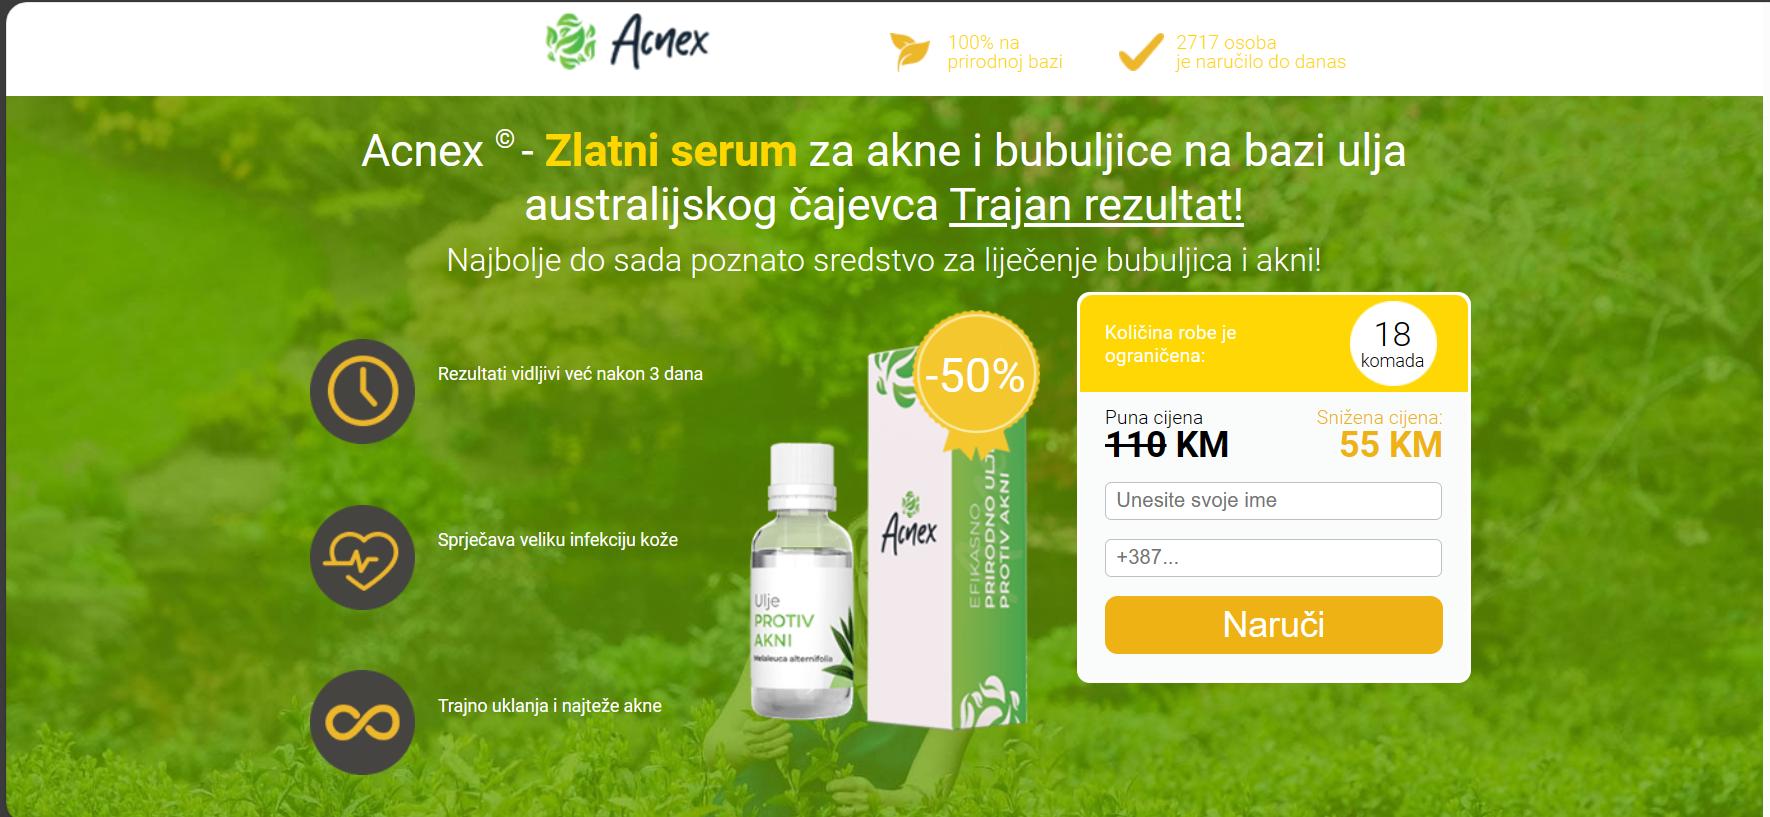 Acnex
100% na
prirodnoj bazi
2717 osoba
je naručilo do danas
Acnex © - Zlatni serum za akne i bubuljice na bazi ulja
australijskog čajevca Trajan rezultat!
Najbolje do sada poznato sredstvo za liječenje bubuljica i akni!
Rezultati vidljivi već nakon 3 dana
Sprječava veliku infekciju kože
Trajno uklanja i najteže akne
-50%
Acnex
EFIKASNO
PRIRODNO ULJ
PROTIV AKNI
Ulje
PROTIV
AKNI
Melaleuca alternifolia
Količina robe je
ograničena:
18
komada
Puna cijena
110 KM
Snižena cijena:
55 KM
Unesite svoje ime
+387...
Naruči